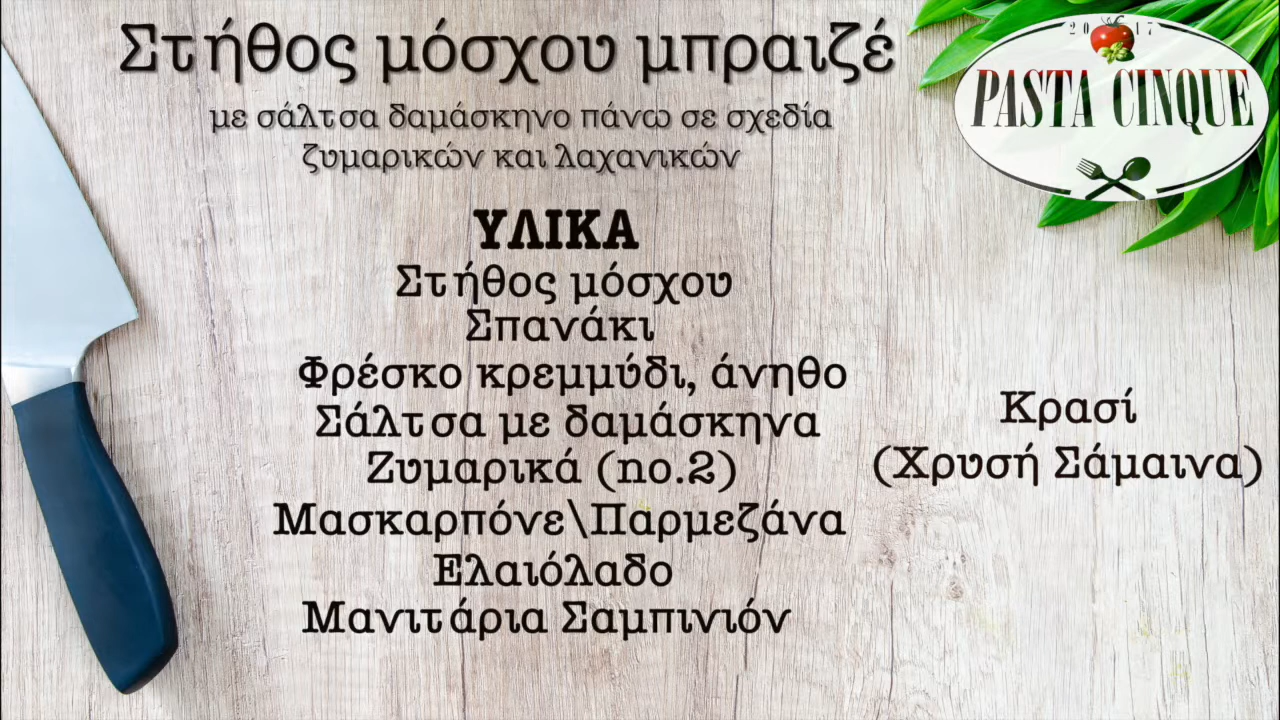 Στήθος μόσχου μπραιζέ
με σάλτσα δαμάσκηνο πάνω σε σχεδία
ζυμαρικών και λαχανικών
2017
PASTA CINQUE
ΥΛΙΚΑ
Στήθος μόσχου
Σπανάκι
Φρέσκο κρεμμύδι, άνηθο
Σάλτσα με δαμάσκηνα
Ζυμαρικά (no.2)
Μασκαρπόνε\Παρμεζάνα
Ελαιόλαδο
Μανιτάρια Σαμπινιόν
Κρασί
(Χρυσή Σάμαινα)